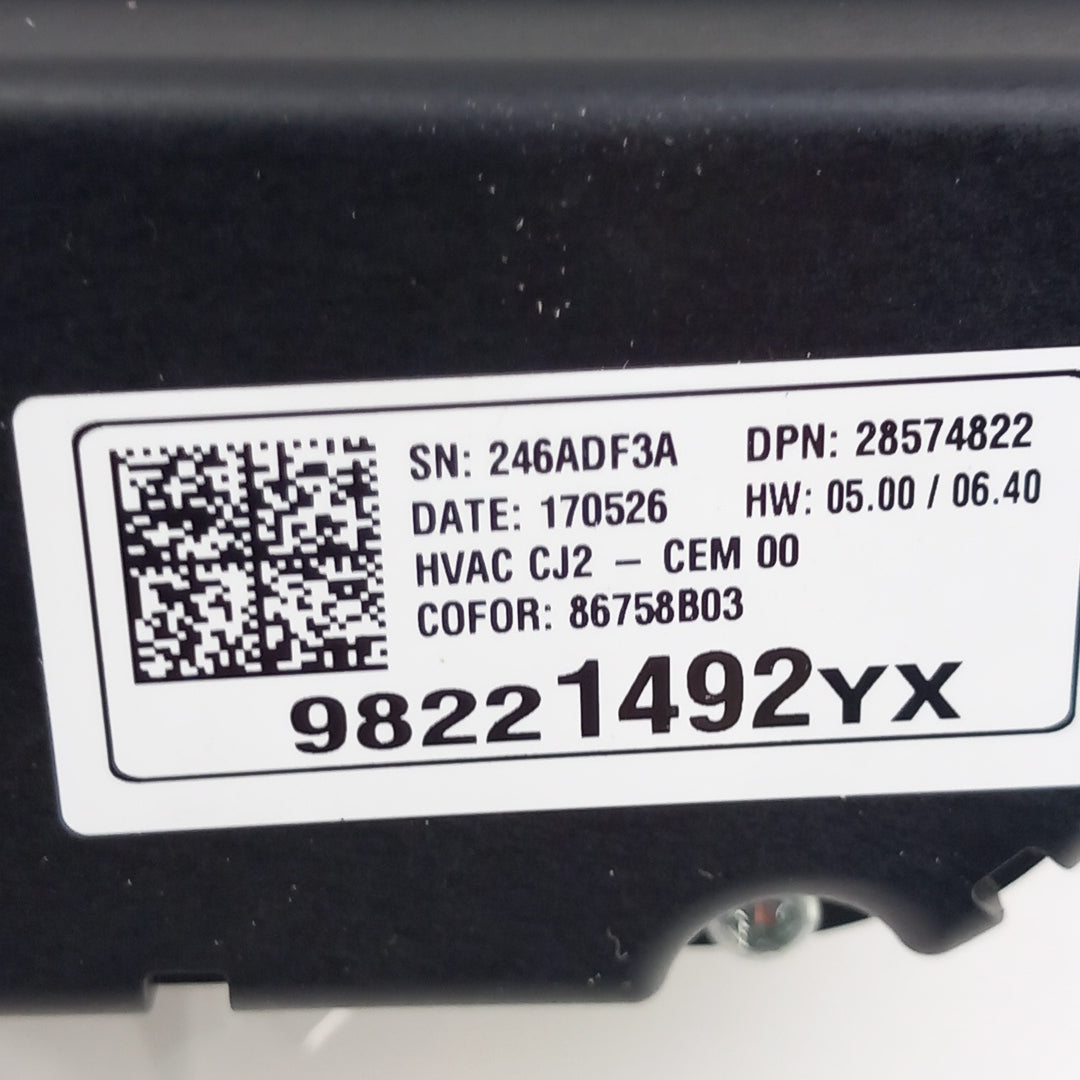 SN: 246ADF3A DPN: 28574822
DATE: 170526 HW: 05.00 / 06.40
HVAC CJ2 – CEM 00
COFOR: 86758B03
98221492YX